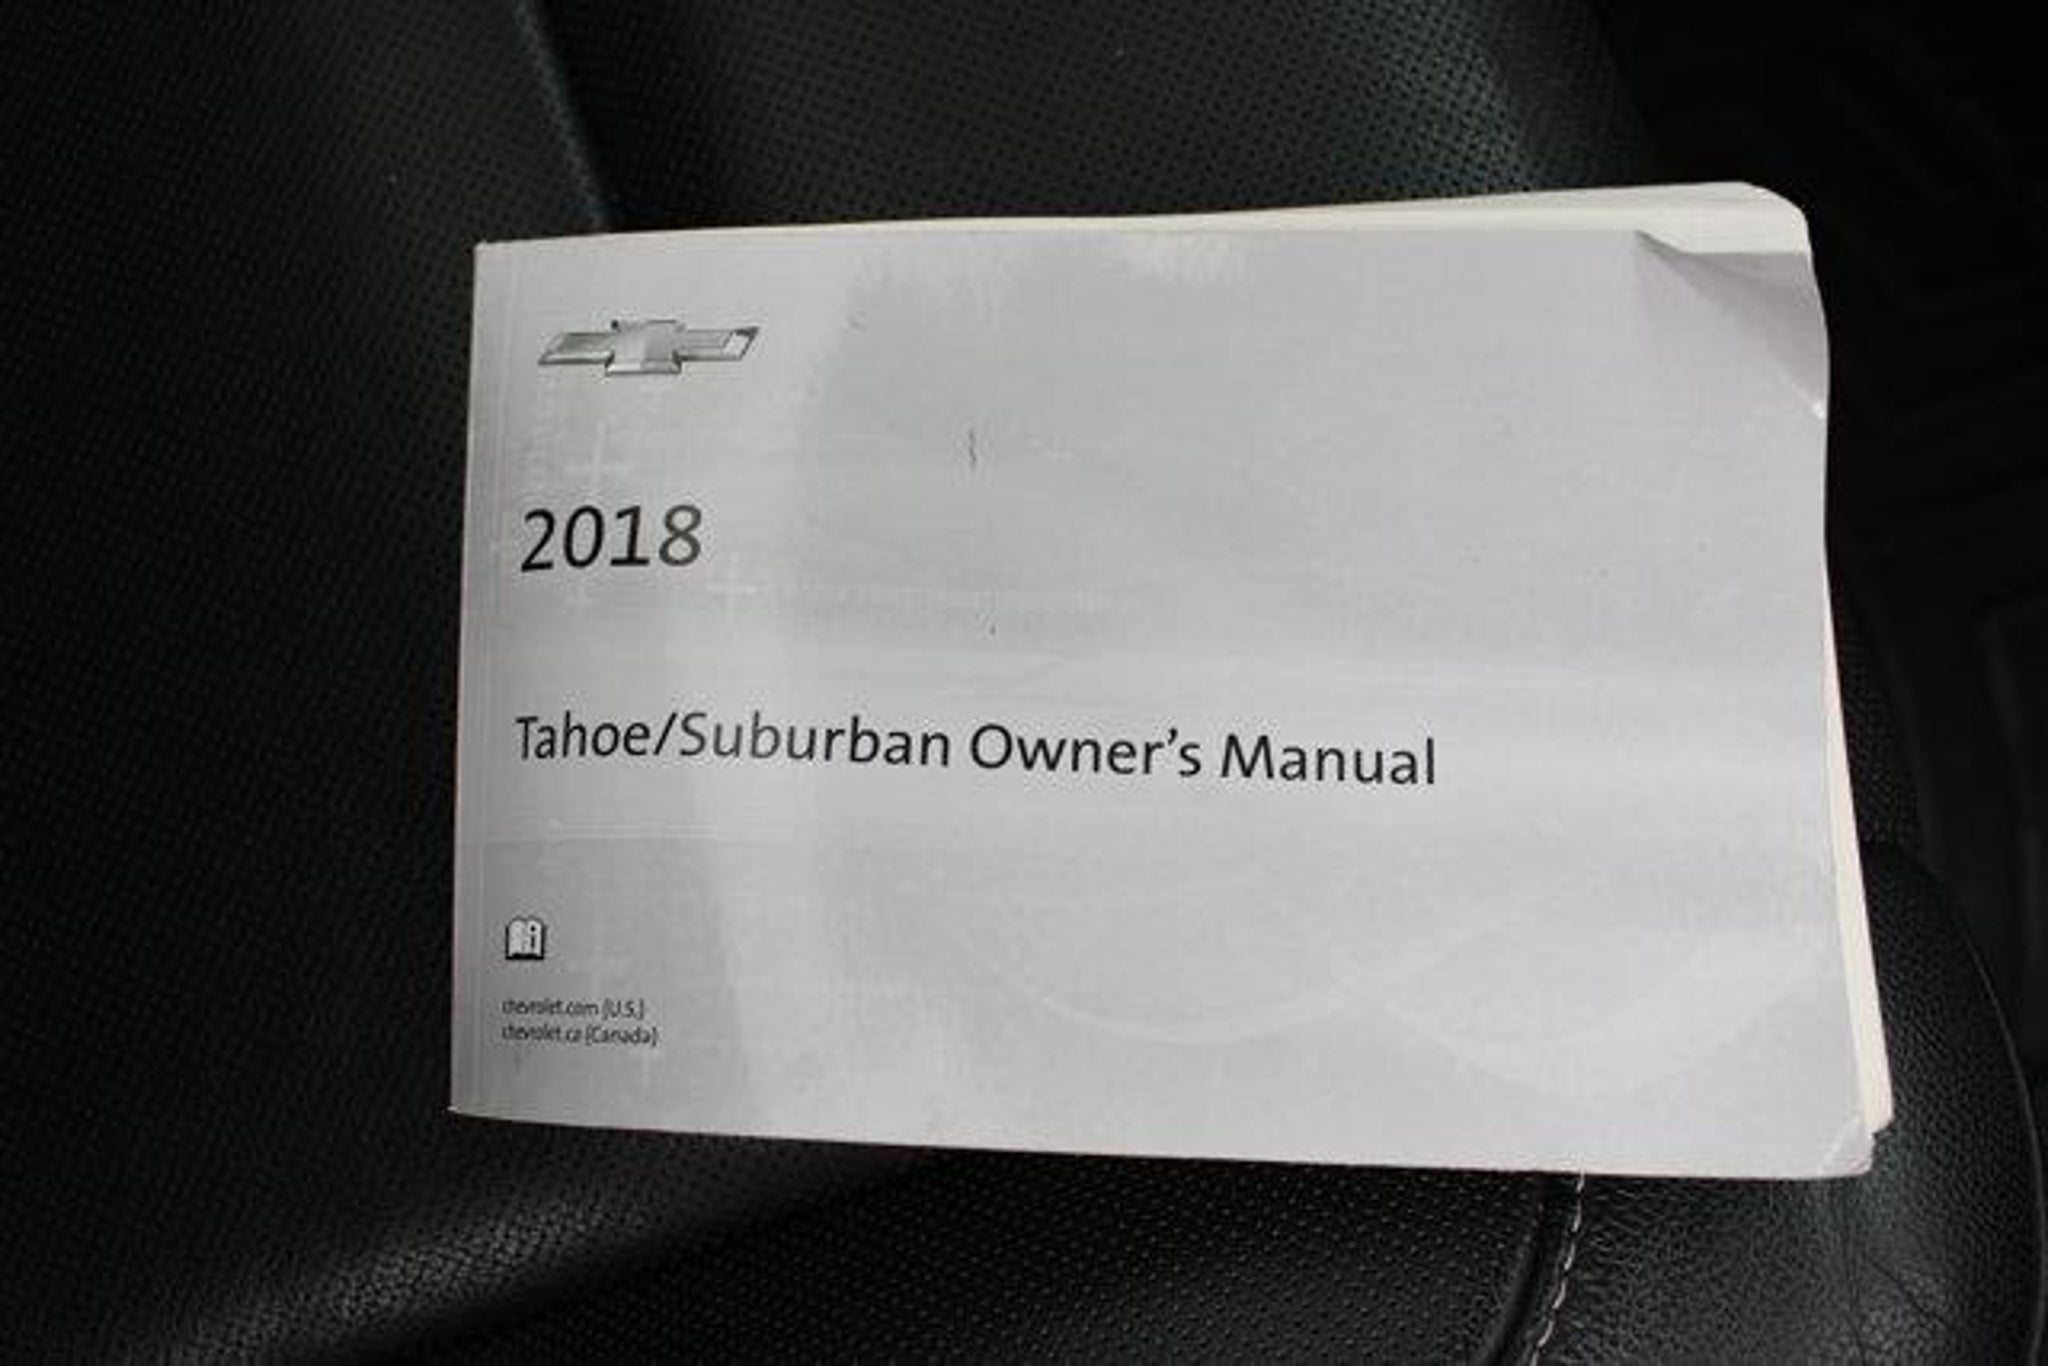 2018
Tahoe/Suburban Owner's Manual
i
chevrolet.com (U.S.)
chevrolet.ca (Canada)